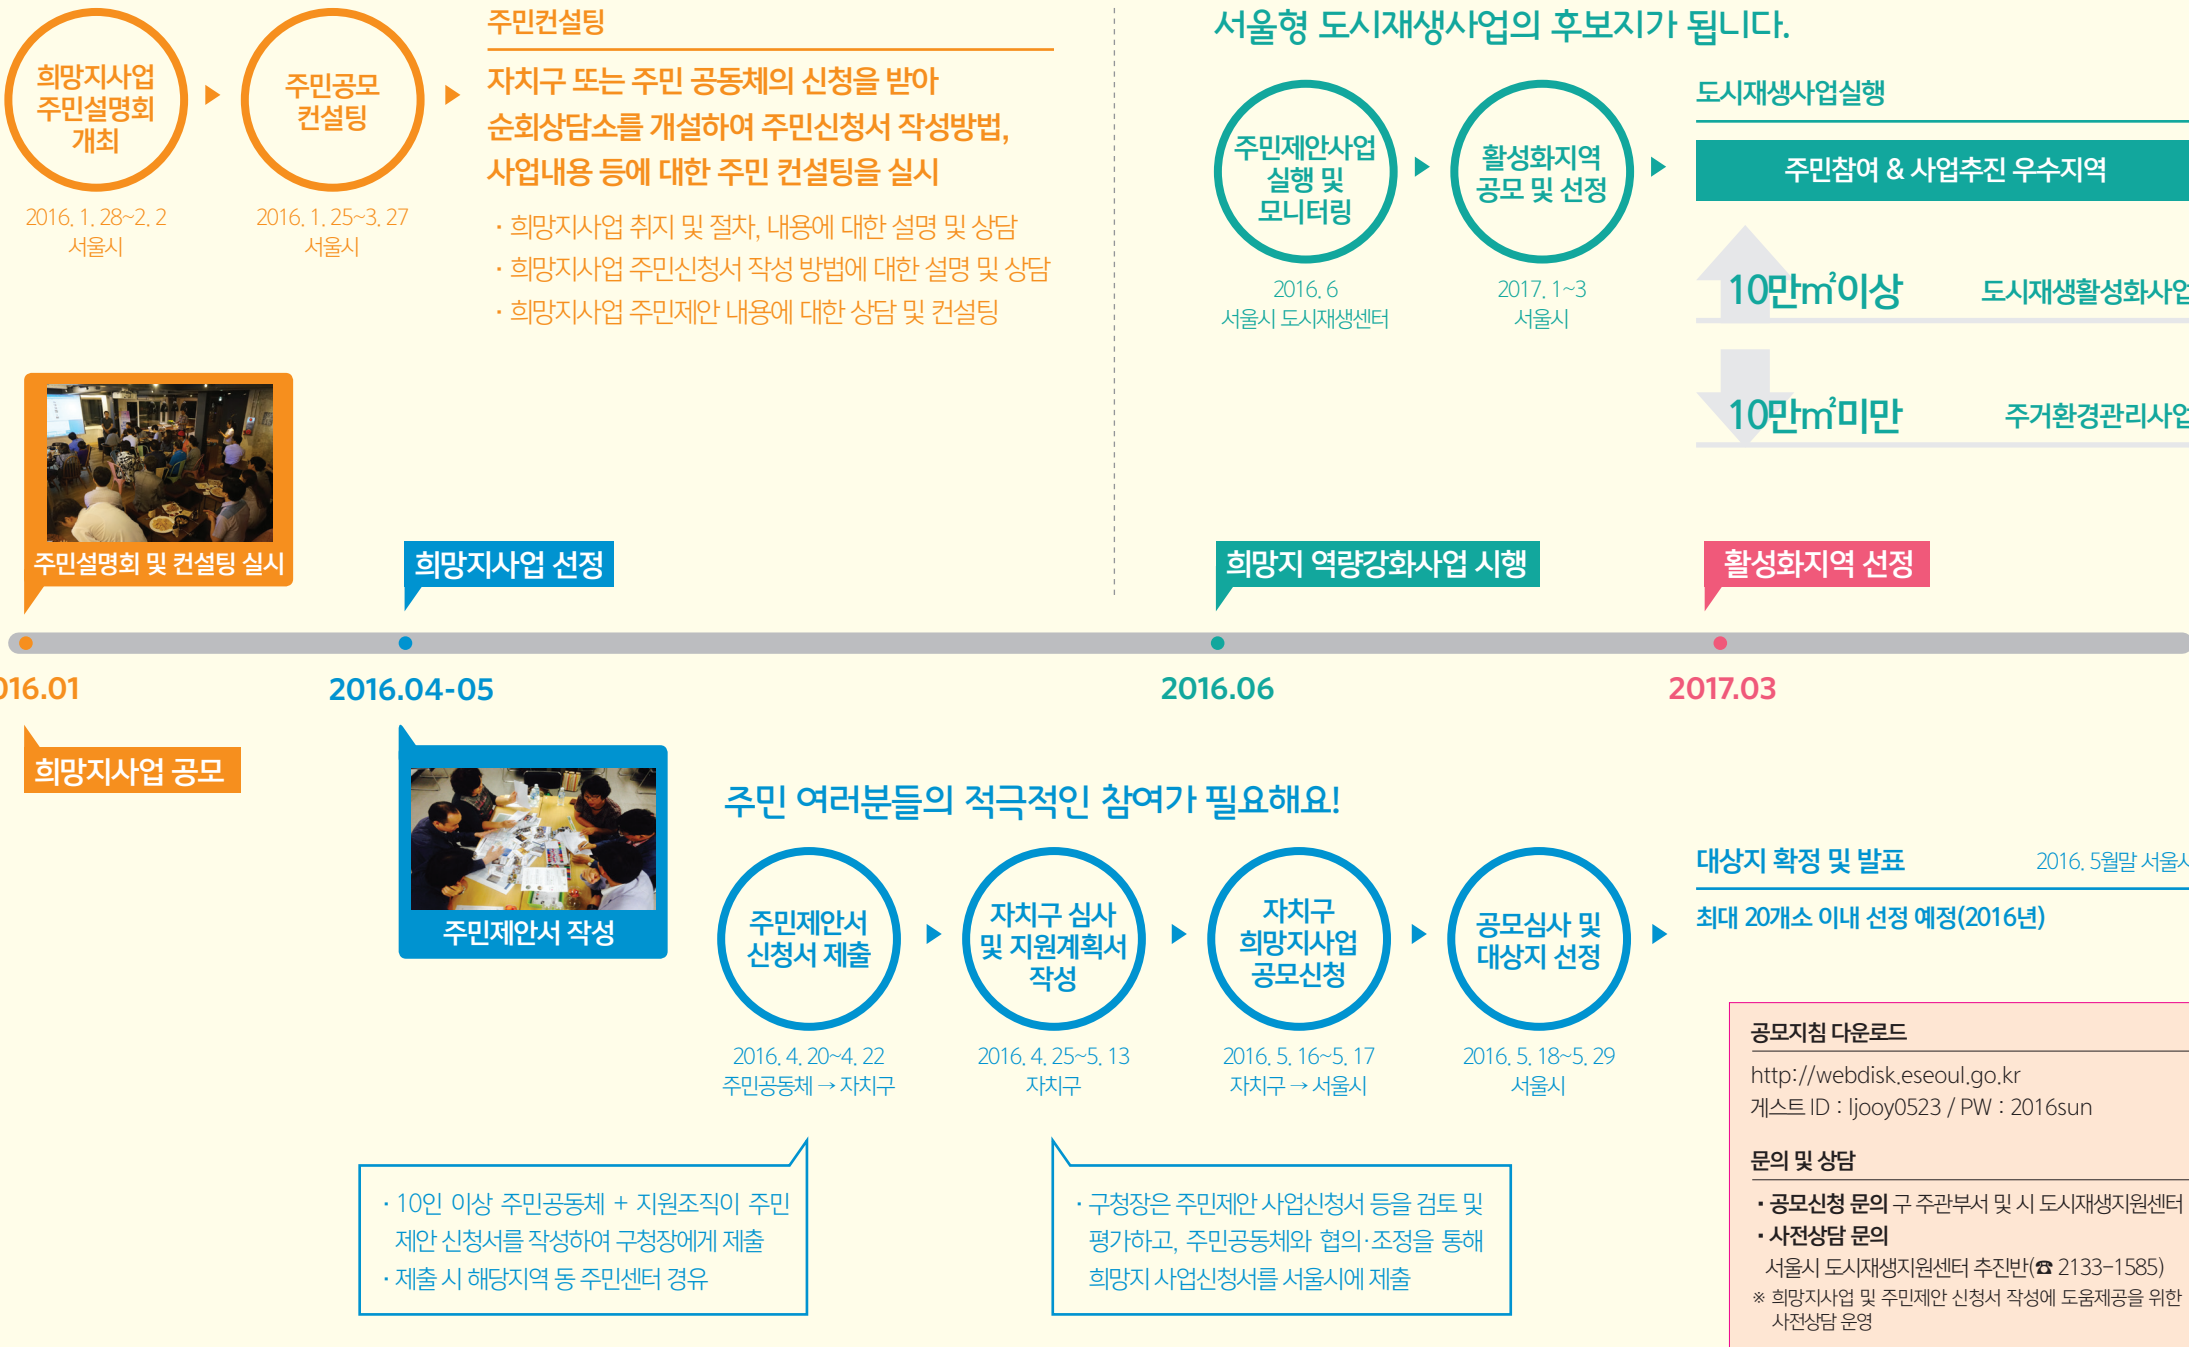 희망지사업
주민설명회
개최
2016. 1. 28~2. 2
서울시
주민공모
컨설팅
2016. 1. 25~3. 27
서울시
주민컨설팅
자치구 또는 주민 공동체의 신청을 받아
순회상담소를 개설하여 주민신청서 작성방법,
사업내용 등에 대한 주민 컨설팅을 실시
· 희망지사업 취지 및 절차, 내용에 대한 설명 및 상담
· 희망지사업 주민신청서 작성 방법에 대한 설명 및 상담
· 희망지사업 주민제안 내용에 대한 상담 및 컨설팅
서울형 도시재생사업의 후보지가 됩니다.
주민제안사업
실행 및
모니터링
2016. 6
서울시 도시재생센터
활성화지역
공모 및 선정
2017. 1~3
서울시
도시재생사업실행
주민참여 & 사업추진 우수지역
10만㎡이상 도시재생활성화사업
10만㎡미만 주거환경관리사업
주민설명회 및 컨설팅 실시
희망지사업 선정
희망지 역량강화사업 시행
활성화지역 선정
016.01
2016.04-05
2016.06
2017.03
희망지사업 공모
주민제안서 작성
주민 여러분들의 적극적인 참여가 필요해요!
주민제안서
신청서 제출
2016. 4. 20~4. 22
주민공동체 → 자치구
자치구 심사
및 지원계획서
작성
2016. 4. 25~5. 13
자치구
자치구
희망지사업
공모신청
2016. 5. 16~5. 17
자치구 → 서울시
공모심사 및
대상지 선정
2016. 5. 18~5. 29
서울시
대상지 확정 및 발표 2016. 5월말 서울시
최대 20개소 이내 선정 예정(2016년)
· 10인 이상 주민공동체 + 지원조직이 주민
제안 신청서를 작성하여 구청장에게 제출
· 제출 시 해당지역 동 주민센터 경유
· 구청장은 주민제안 사업신청서 등을 검토 및
평가하고, 주민공동체와 협의·조정을 통해
희망지 사업신청서를 서울시에 제출
공모지침 다운로드
http://webdisk.eseoul.go.kr
게스트 ID : ljooy0523 / PW : 2016sun
문의 및 상담
· 공모신청 문의 구 주관부서 및 시 도시재생지원센터
· 사전상담 문의
서울시 도시재생지원센터 추진반(☎ 2133-1585)
※ 희망지사업 및 주민제안 신청서 작성에 도움제공을 위한
사전상담 운영